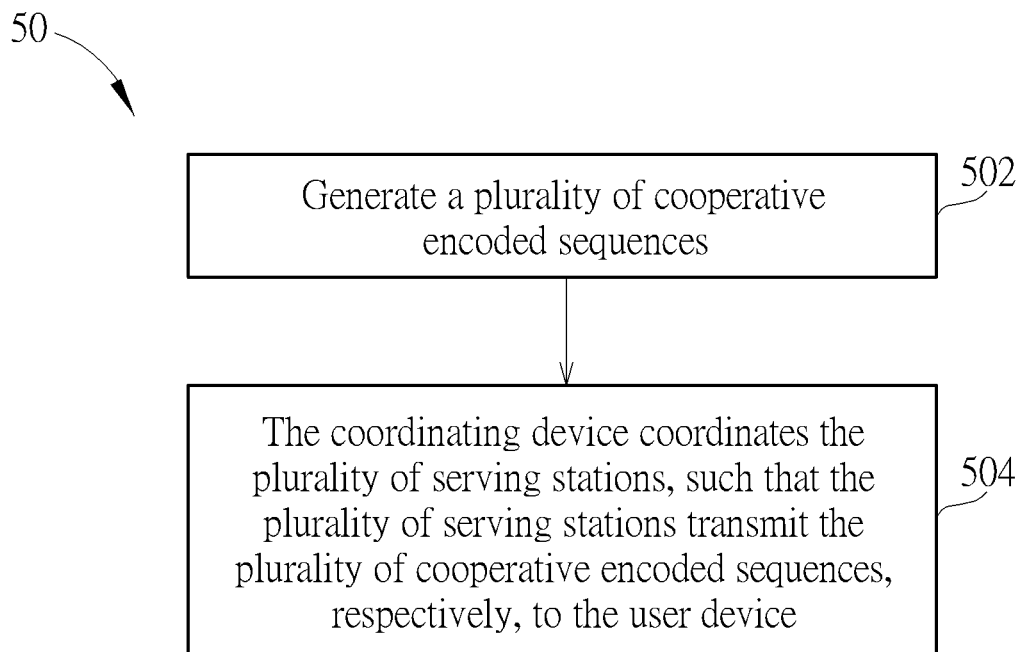 50
Generate a plurality of cooperative
encoded sequences
502
The coordinating device coordinates the
plurality of serving stations, such that the
plurality of serving stations transmit the
plurality of cooperative encoded sequences,
respectively, to the user device
504